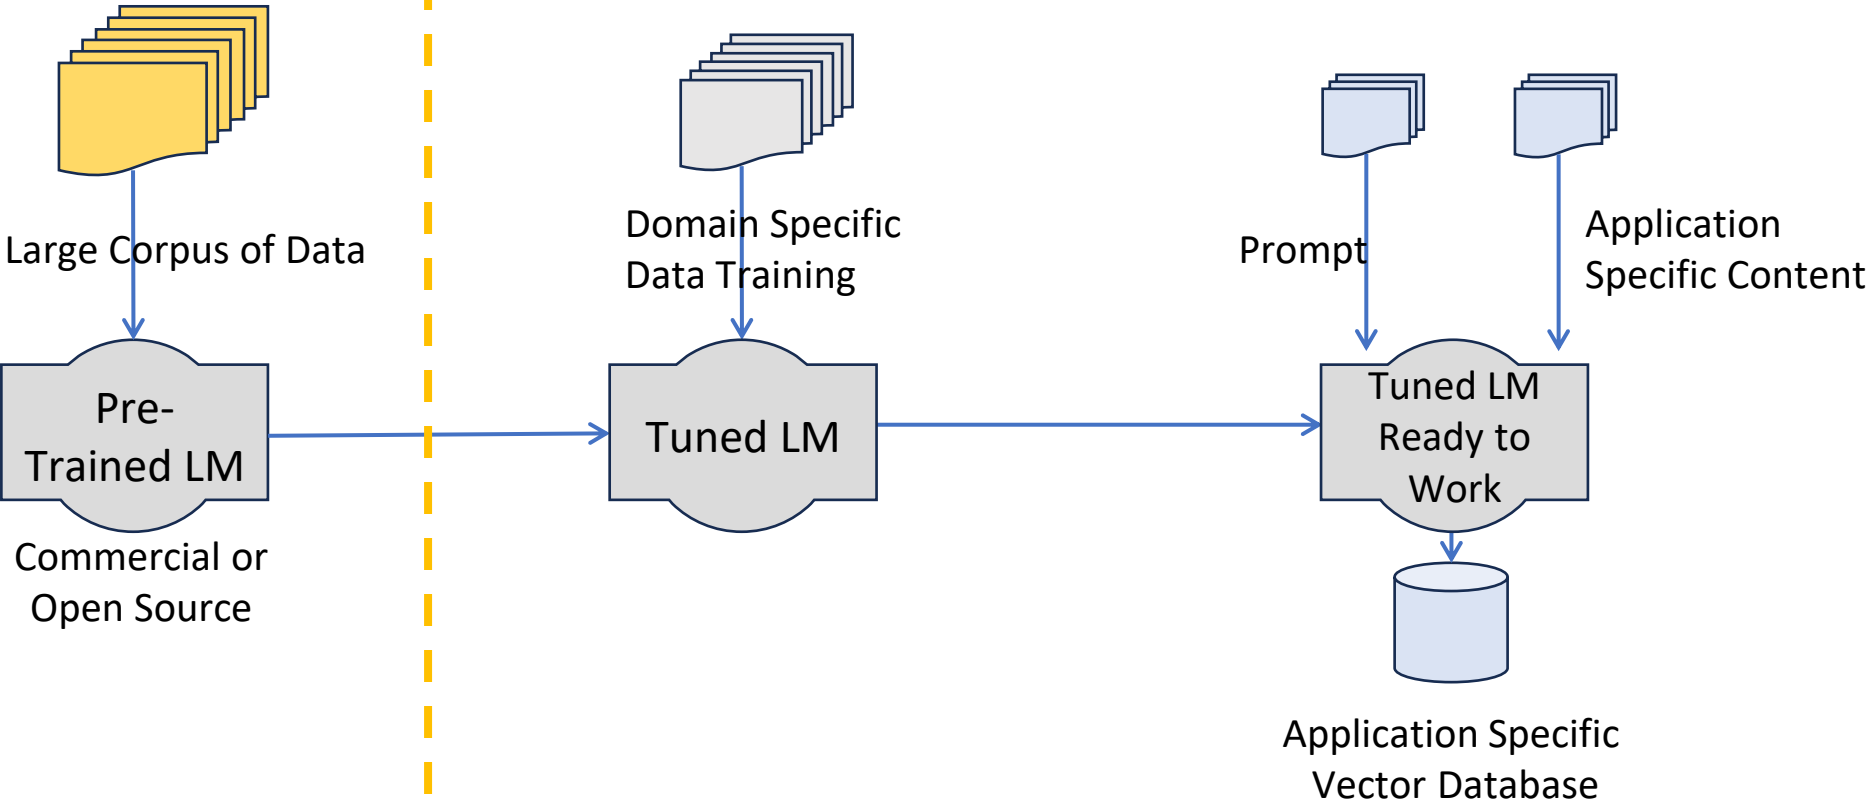 Large Corpus of Data
Pre-
Trained LM
Commercial or
Open Source
Domain Specific
Data Training
Tuned LM
Prompt
Application
Specific Content
Tuned LM
Ready to
Work
Application Specific
Vector Database